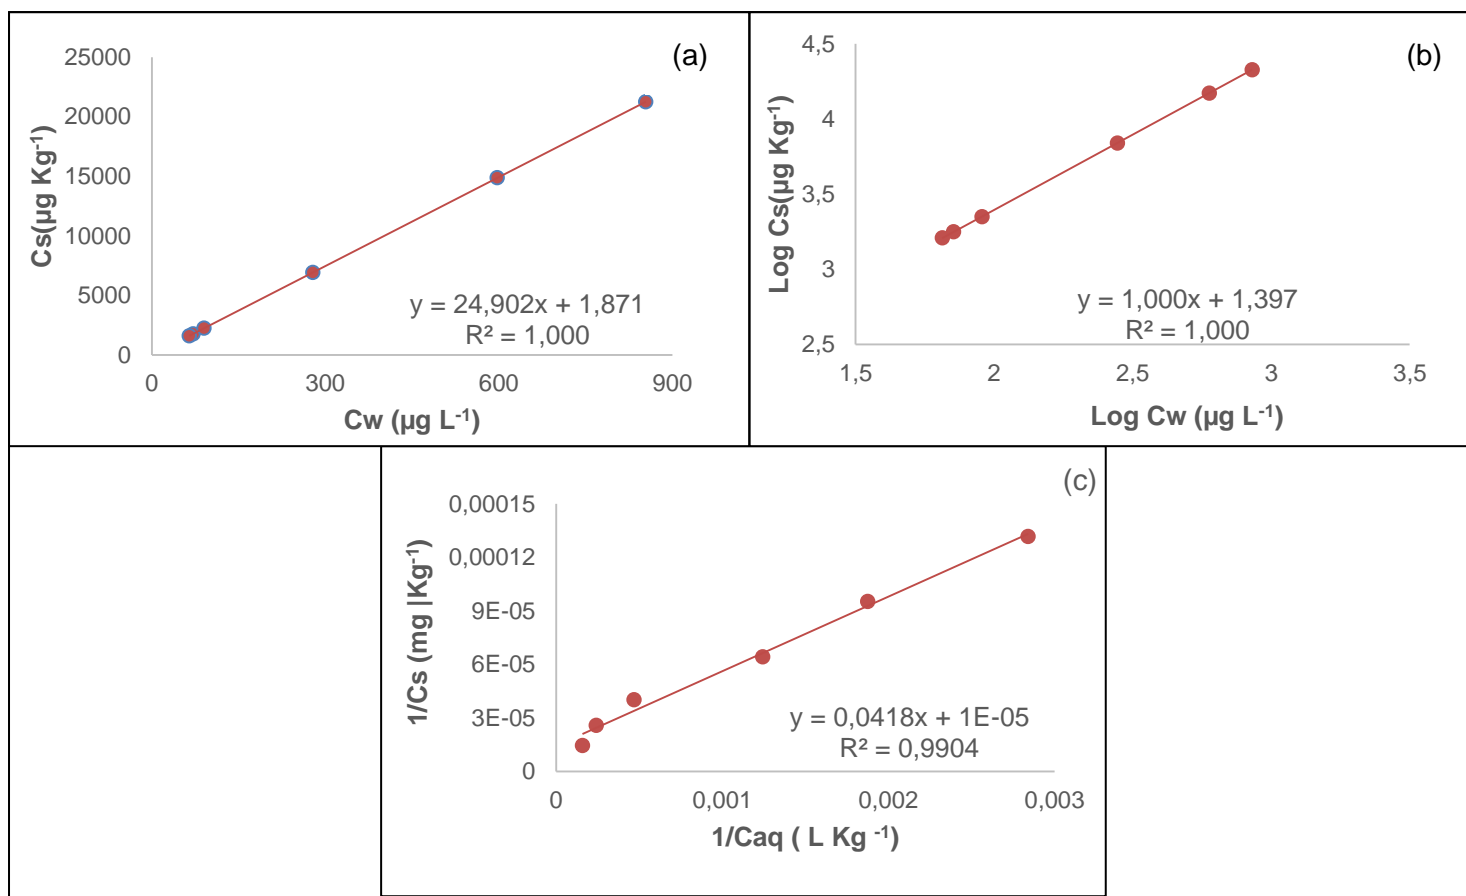 (a)
25000
20000
15000
10000
5000
0
Cs(µg Kg-1)
y = 24,902x + 1,871
R² = 1,000
0 300 600 900
Cw (µg L-1)
(b)
4,5
4
3,5
3
2,5
Log Cs(µg Kg-1)
y = 1,000x + 1,397
R² = 1,000
1,5 2 2,5 3 3,5
Log Cw (µg L-1)
(c)
0,00015
0,00012
9E-05
6E-05
3E-05
0
1/Cs (mg |Kg-1)
y = 0,0418x + 1E-05
R² = 0,9904
0 0,001 0,002 0,003
1/Caq ( L Kg -1)